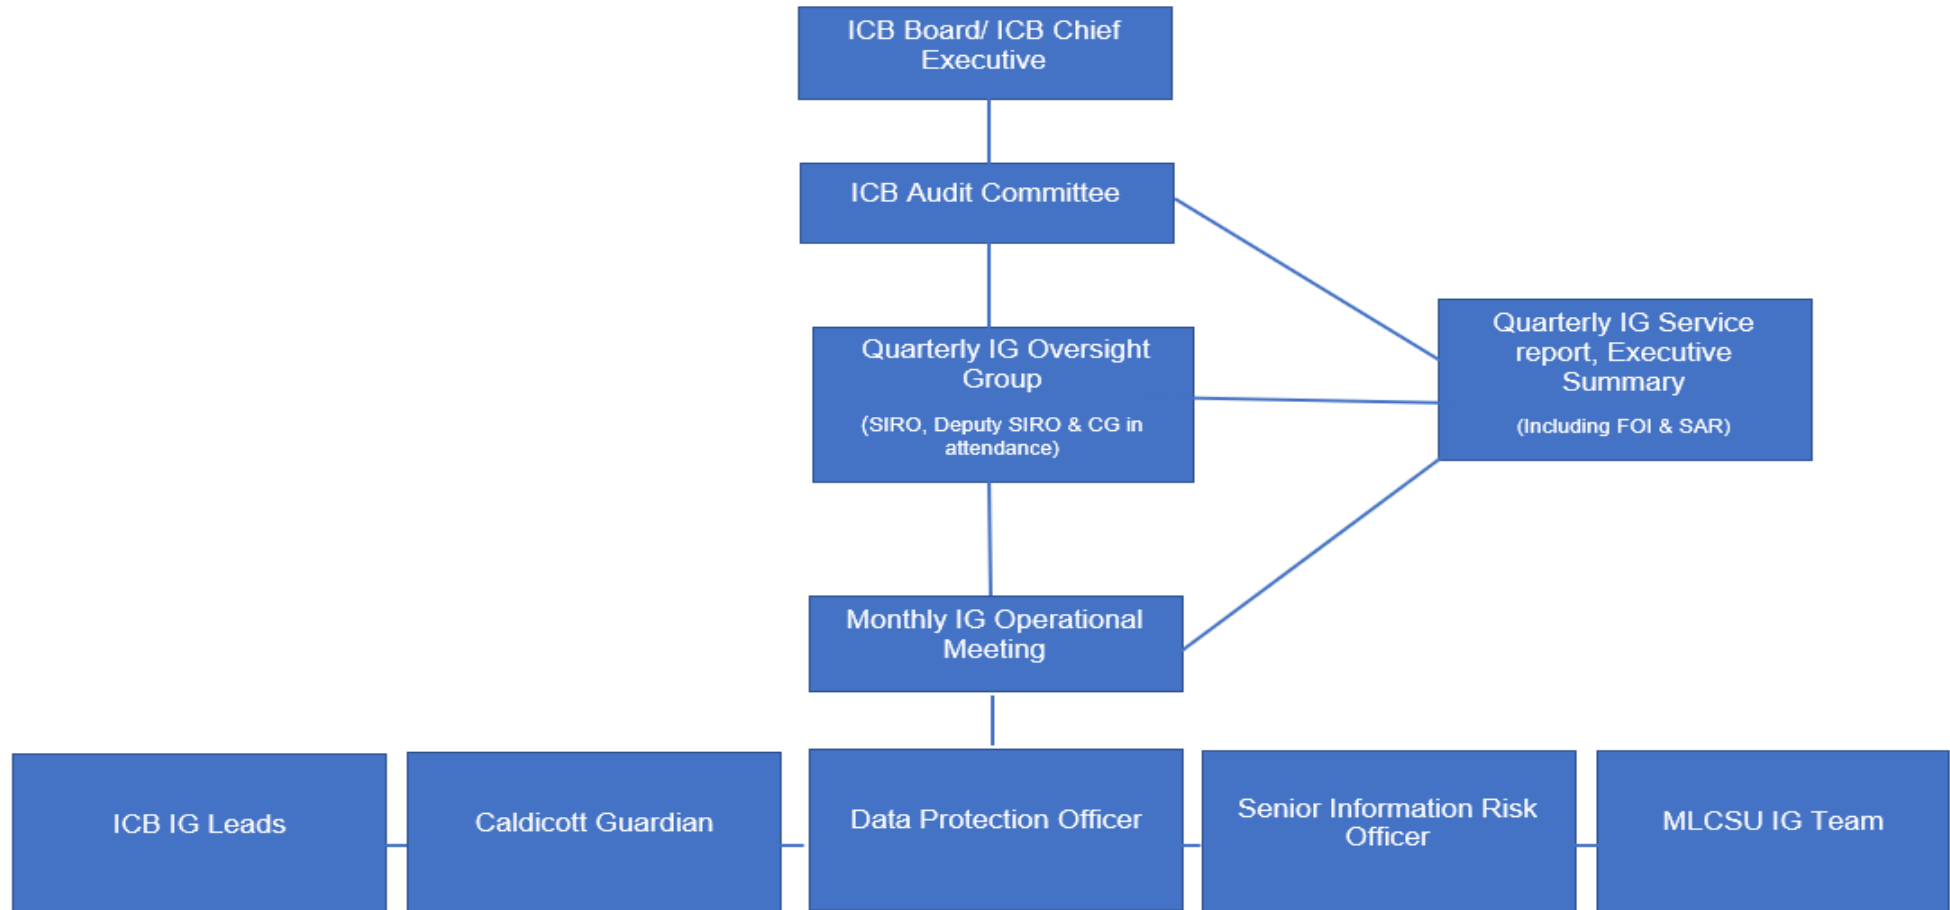 ICB Board/ ICB Chief
Executive
ICB Audit Committee
Quarterly IG Oversight
Group
(SIRO, Deputy SIRO & CG in
attendance)
Quarterly IG Service
report, Executive
Summary
(Including FOI & SAR)
Monthly IG Operational
Meeting
ICB IG Leads
Caldicott Guardian
Data Protection Officer
Senior Information Risk
Officer
MLCSU IG Team